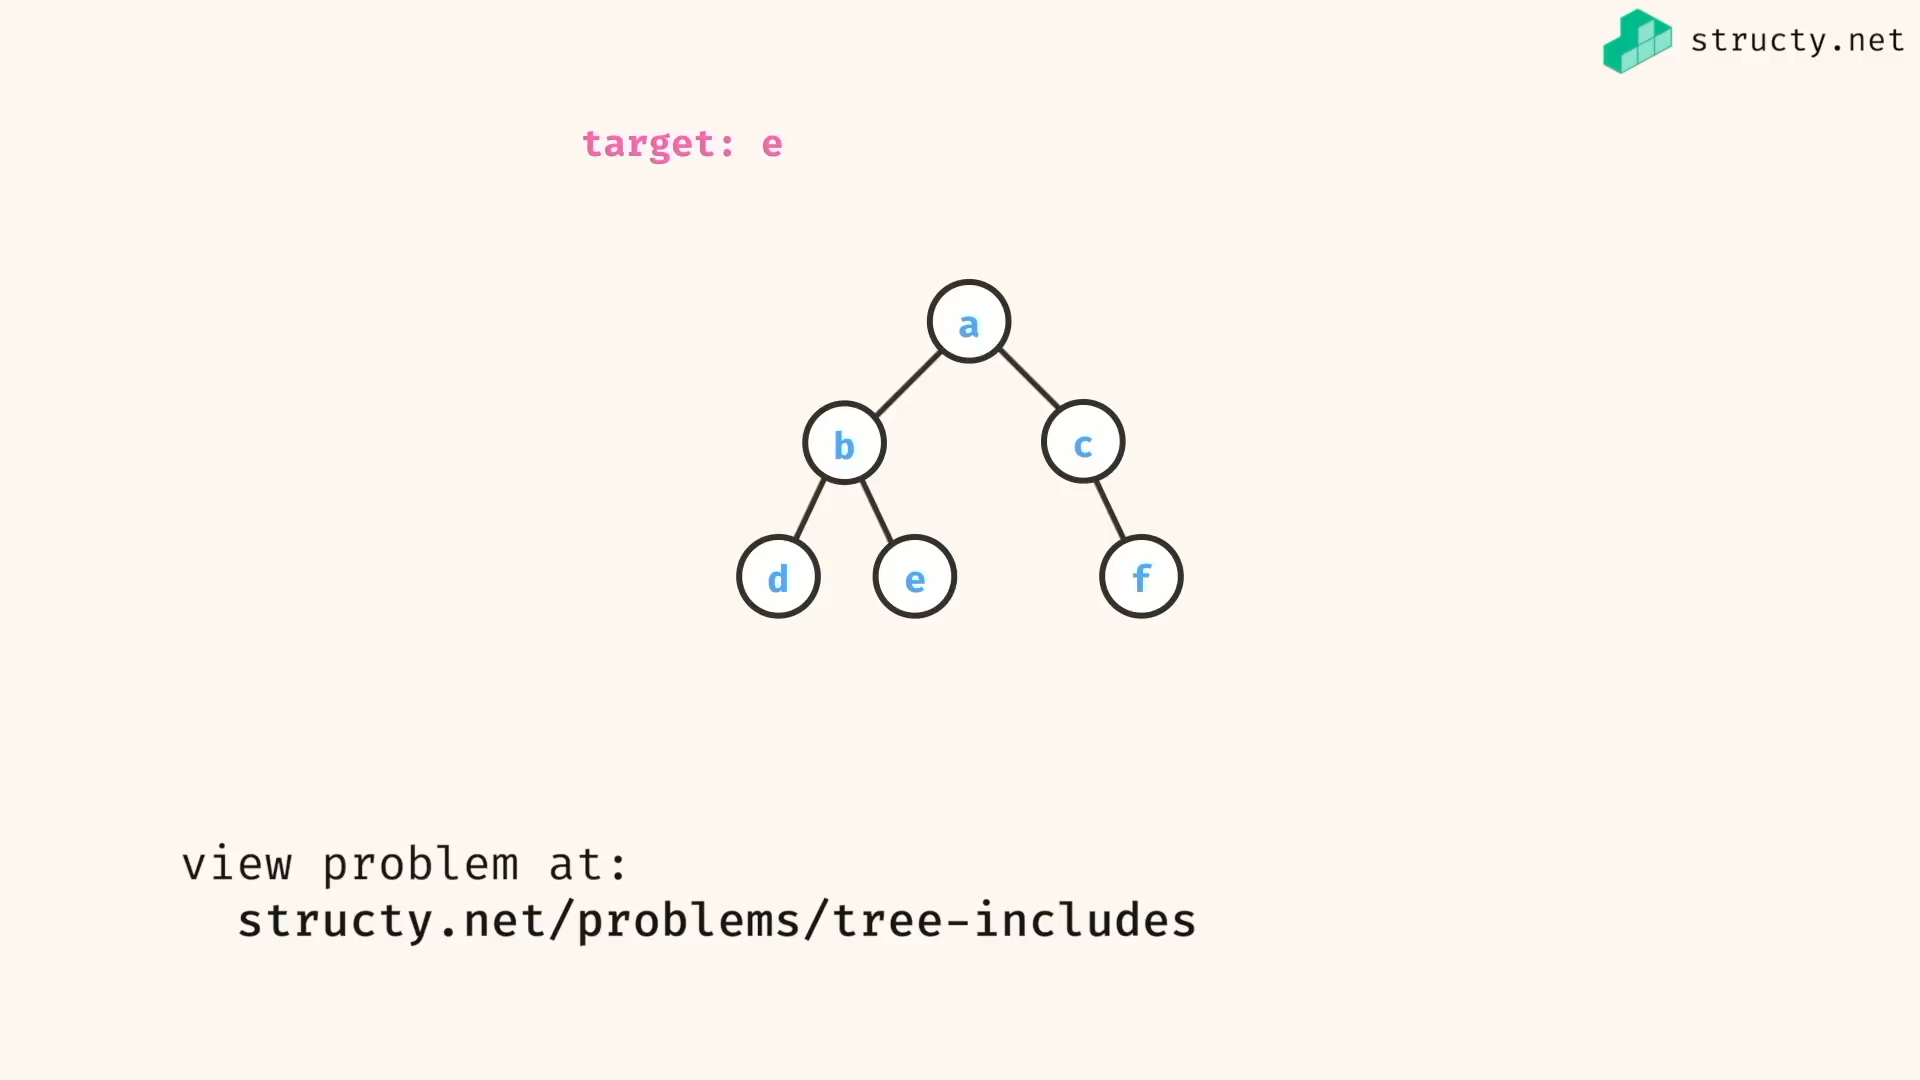 structy.net
target: e
a
b
c
d
e
f
view problem at:
structy.net/problems/tree-includes